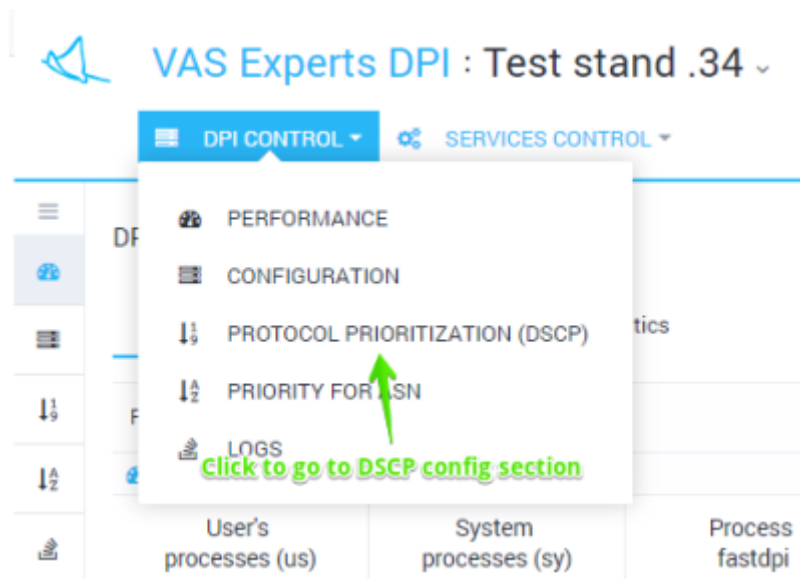 VAS Experts DPI : Test stand .34
DPI CONTROL
SERVICES CONTROL
PERFORMANCE
CONFIGURATION
PROTOCOL PRIORITIZATION (DSCP)
PRIORITY FOR ASN
LOGS
Click to go to DSCP config section
tics
User's
processes (us)
System
processes (sy)
Process
fastdpi